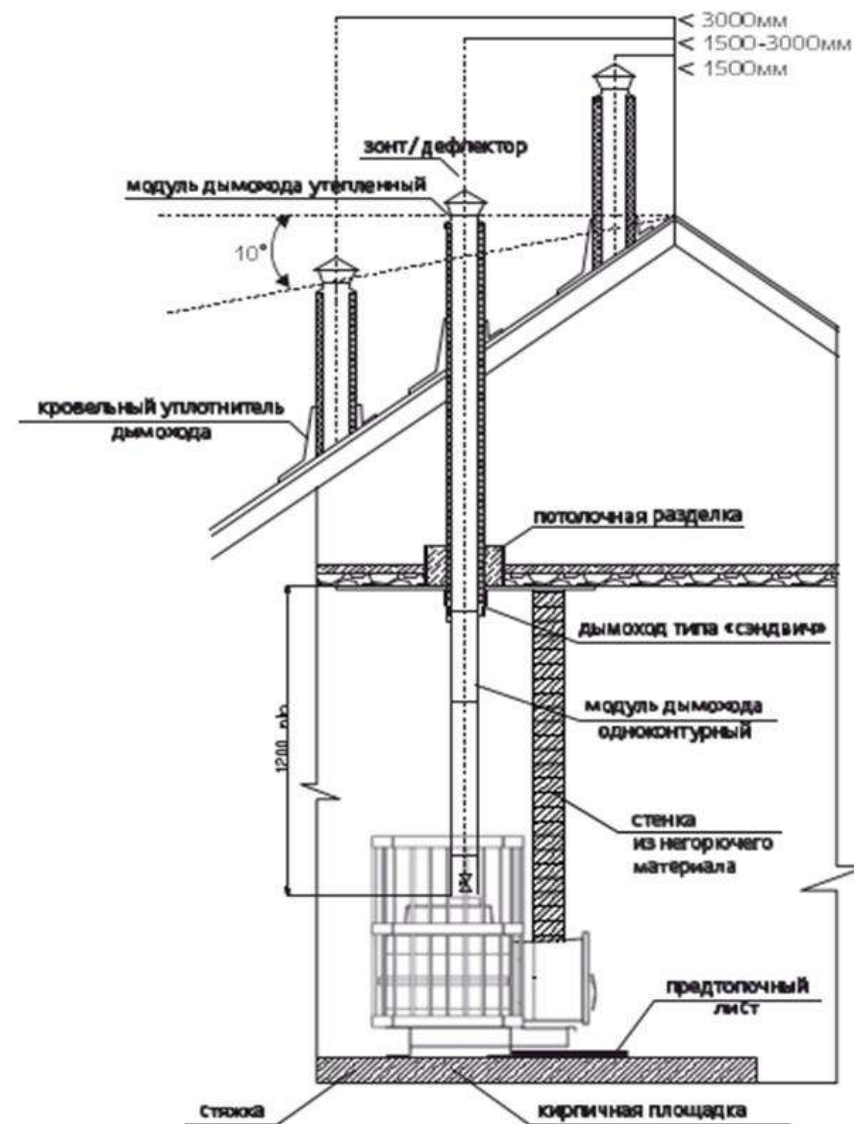 < 3000мм
< 1500-3000мм
< 1500мм
зонт/дефлектор
модуль дымохода утепленный
10°
кровельный уплотнитель
дымохода
потолочная разделка
дымоход типа «сэндвич»
модуль дымохода
одноконтурный
1200
стенка
из негорючего
материала
предтопочный
лист
стяжка
кирпичная площадка